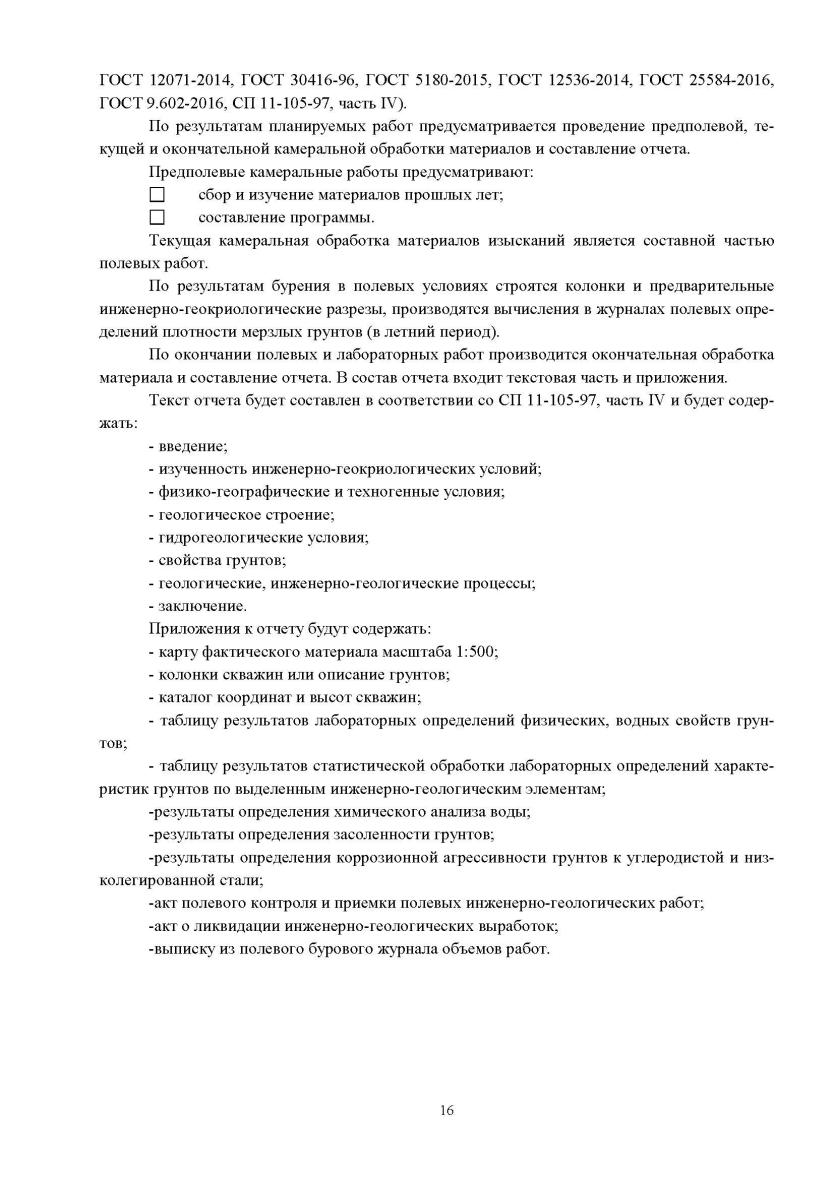 ГОСТ 12071-2014, ГОСТ 30416-96, ГОСТ 5180-2015, ГОСТ 12536-2014, ГОСТ 25584-2016,
ГОСТ 9.602-2016, СП 11-105-97, часть IV).
По результатам планируемых работ предусматривается проведение предполевой, те-
кущей и окончательной камеральной обработки материалов и составление отчета.
Предполевые камеральные работы предусматривают:
☐ сбор и изучение материалов прошлых лет;
☐ составление программы.
Текущая камеральная обработка материалов изысканий является составной частью
полевых работ.
По результатам бурения в полевых условиях строятся колонки и предварительные
инженерно-геокриологические разрезы, производятся вычисления в журналах полевых опре-
делений плотности мерзлых грунтов (в летний период).
По окончании полевых и лабораторных работ производится окончательная обработка
материала и составление отчета. В состав отчета входит текстовая часть и приложения.
Текст отчета будет составлен в соответствии со СП 11-105-97, часть IV и будет содер-
жать:
- введение;
- изученность инженерно-геокриологических условий;
- физико-географические и техногенные условия;
- геологическое строение;
- гидрогеологические условия;
- свойства грунтов;
- геологические, инженерно-геологические процессы;
- заключение.
Приложения к отчету будут содержать:
- карту фактического материала масштаба 1:500;
- колонки скважин или описание грунтов;
- каталог координат и высот скважин;
- таблицу результатов лабораторных определений физических, водных свойств грун-
тов;
- таблицу результатов статистической обработки лабораторных определений характе-
ристик грунтов по выделенным инженерно-геологическим элементам;
-результаты определения химического анализа воды;
-результаты определения засоленности грунтов;
-результаты определения коррозионной агрессивности грунтов к углеродистой и низ-
колегированной стали;
-акт полевого контроля и приемки полевых инженерно-геологических работ;
-акт о ликвидации инженерно-геологических выработок;
-выписку из полевого бурового журнала объемов работ.
16